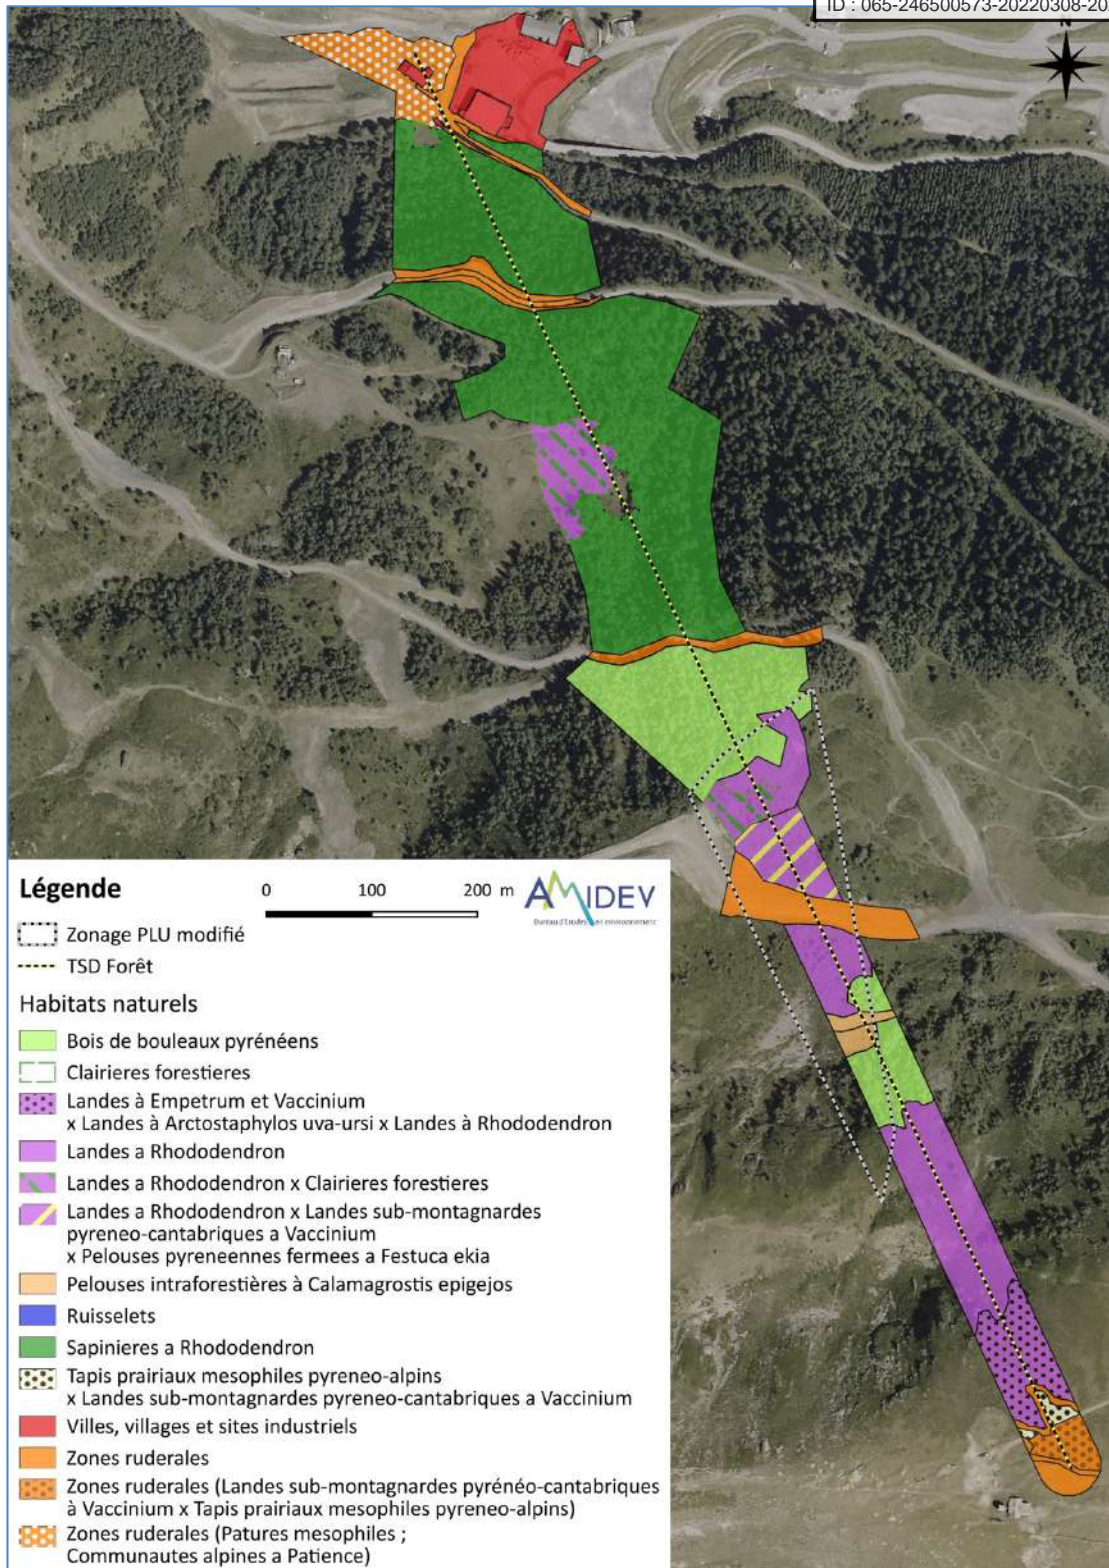 ID : 065-246500573-20220308-20
N
Légende
0 100 200 m
AMIDEV
Bureau d'Etudes en environnement
Zonage PLU modifié
TSD Forêt
Habitats naturels
Bois de bouleaux pyrénéens
Clairieres forestieres
Landes à Empetrum et Vaccinium
x Landes à Arctostaphylos uva-ursi x Landes à Rhododendron
Landes a Rhododendron
Landes a Rhododendron x Clairieres forestieres
Landes a Rhododendron x Landes sub-montagnardes
pyreneo-cantabriques a Vaccinium
x Pelouses pyreneennes fermees a Festuca ekia
Pelouses intraforestières à Calamagrostis epigejos
Ruisselets
Sapinieres a Rhododendron
Tapis prairiaux mesophiles pyreneo-alpins
x Landes sub-montagnardes pyreneo-cantabriques a Vaccinium
Villes, villages et sites industriels
Zones ruderales
Zones ruderales (Landes sub-montagnardes pyrénéo-cantabriques
à Vaccinium x Tapis prairiaux mesophiles pyreneo-alpins)
Zones ruderales (Patures mesophiles ;
Communautes alpines a Patience)